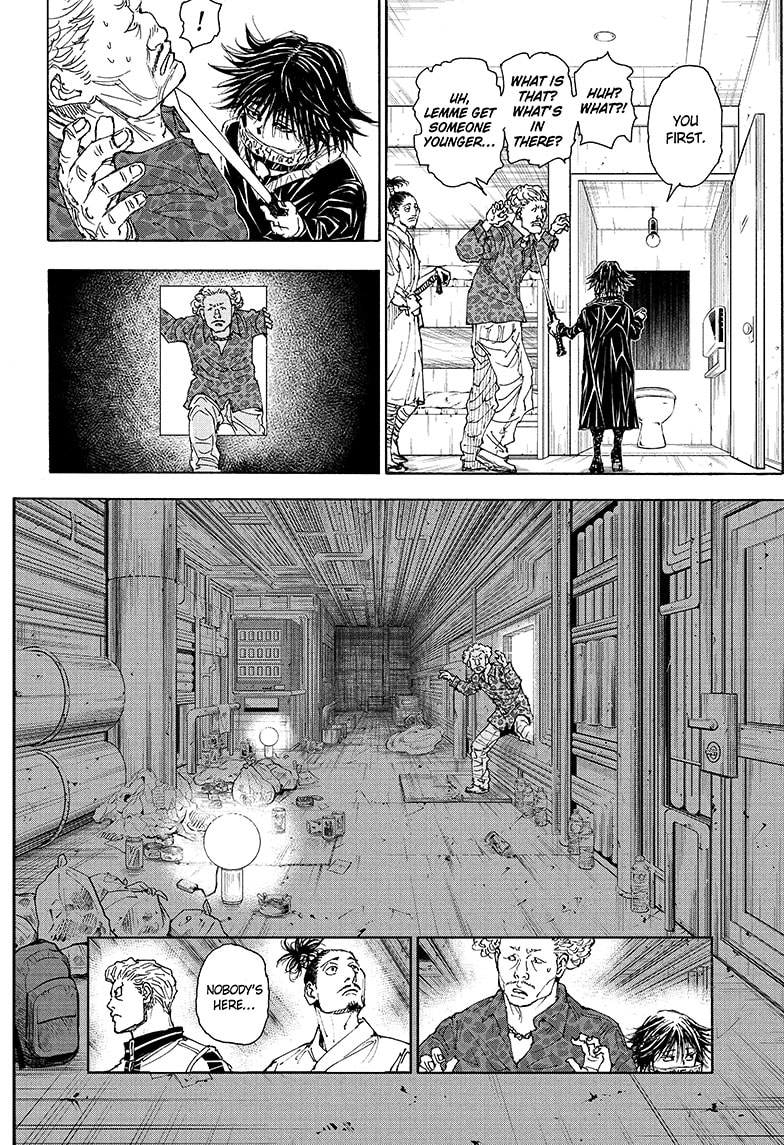 YOU
FIRST.
HUH?
WHAT?!
WHAT IS
THAT?
WHAT'S
IN
THERE?
UH,
LEMME GET
SOMEONE
YOUNGER...
!
NOBODY'S
HERE...